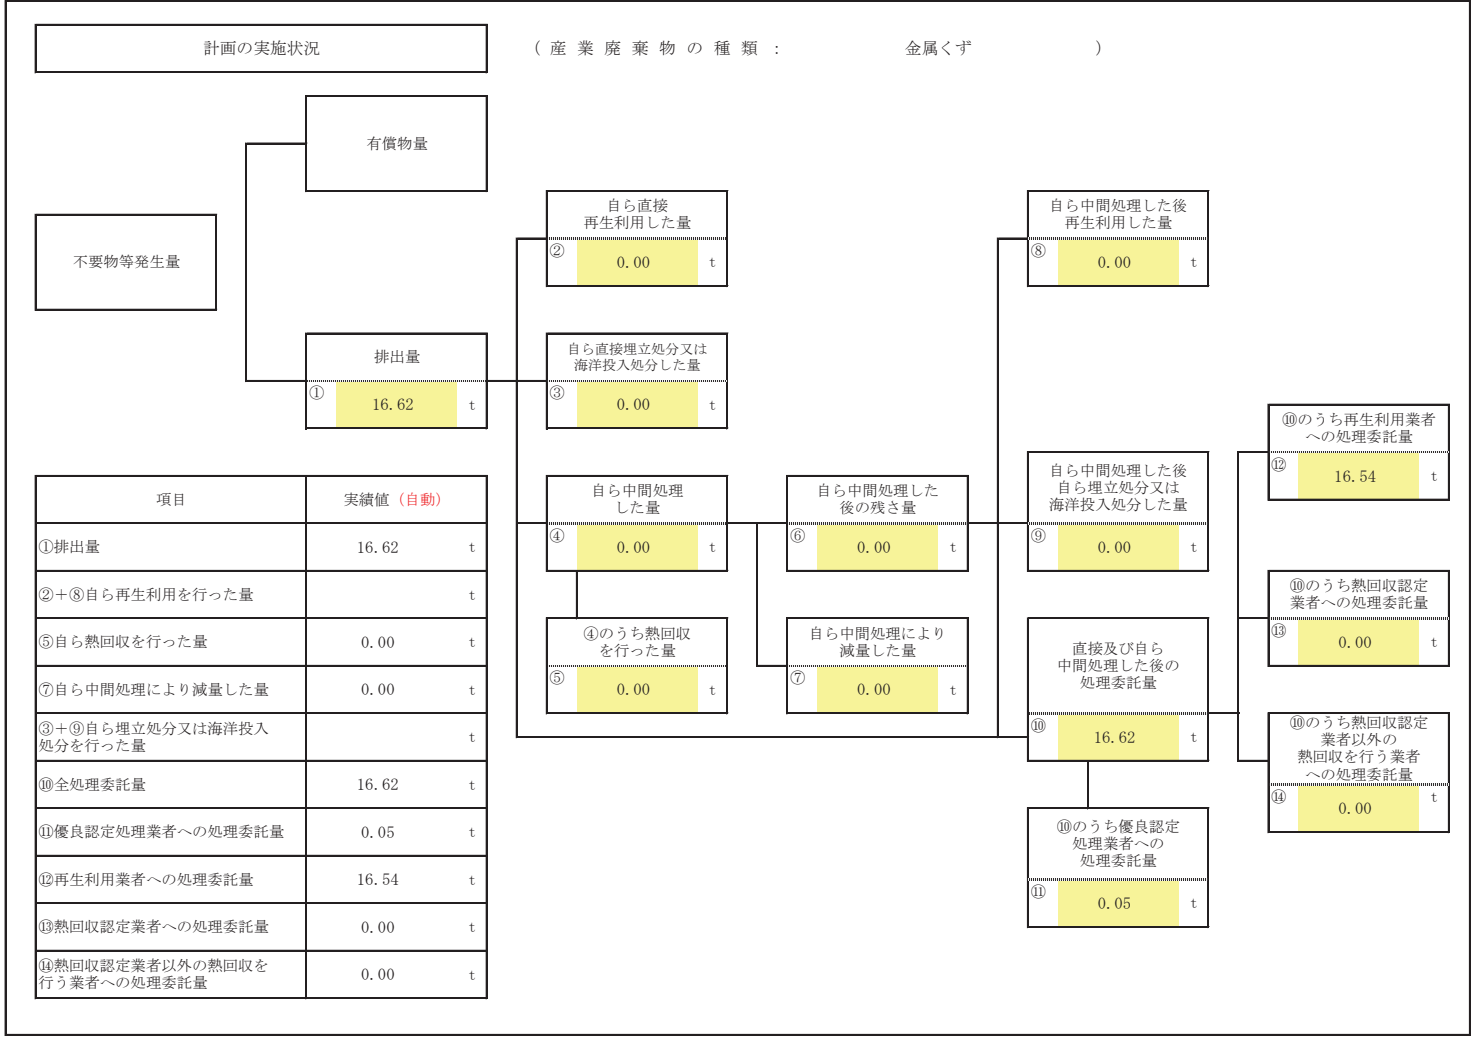 計画の実施状況
（産業廃棄物の種類： 金属くず ）
有償物量
不要物等発生量
排出量
① 16.62 t
自ら直接
再生利用した量
② 0.00 t
自ら直接埋立処分又は
海洋投入処分した量
③ 0.00 t
自ら中間処理
した量
④ 0.00 t
④のうち熱回収
を行った量
⑤ 0.00 t
自ら中間処理した
後の残さ量
⑥ 0.00 t
自ら中間処理により
減量した量
⑦ 0.00 t
自ら中間処理した後
再生利用した量
⑧ 0.00 t
自ら中間処理した後
自ら埋立処分又は
海洋投入処分した量
⑨ 0.00 t
直接及び自ら
中間処理した後の
処理委託量
⑩ 16.62 t
⑩のうち優良認定
処理業者への
処理委託量
⑪ 0.05 t
⑩のうち再生利用業者
への処理委託量
⑫ 16.54 t
⑩のうち熱回収認定
業者への処理委託量
⑬ 0.00 t
⑩のうち熱回収認定
業者以外の
熱回収を行う業者
への処理委託量
⑭ 0.00 t
項目 実績値（自動）
①排出量 16.62 t
②＋⑧自ら再生利用を行った量 t
⑤自ら熱回収を行った量 0.00 t
⑦自ら中間処理により減量した量 0.00 t
③＋⑨自ら埋立処分又は海洋投入
処分を行った量 t
⑩全処理委託量 16.62 t
⑪優良認定処理業者への処理委託量 0.05 t
⑫再生利用業者への処理委託量 16.54 t
⑬熱回収認定業者への処理委託量 0.00 t
⑭熱回収認定業者以外の熱回収を
行う業者への処理委託量 0.00 t